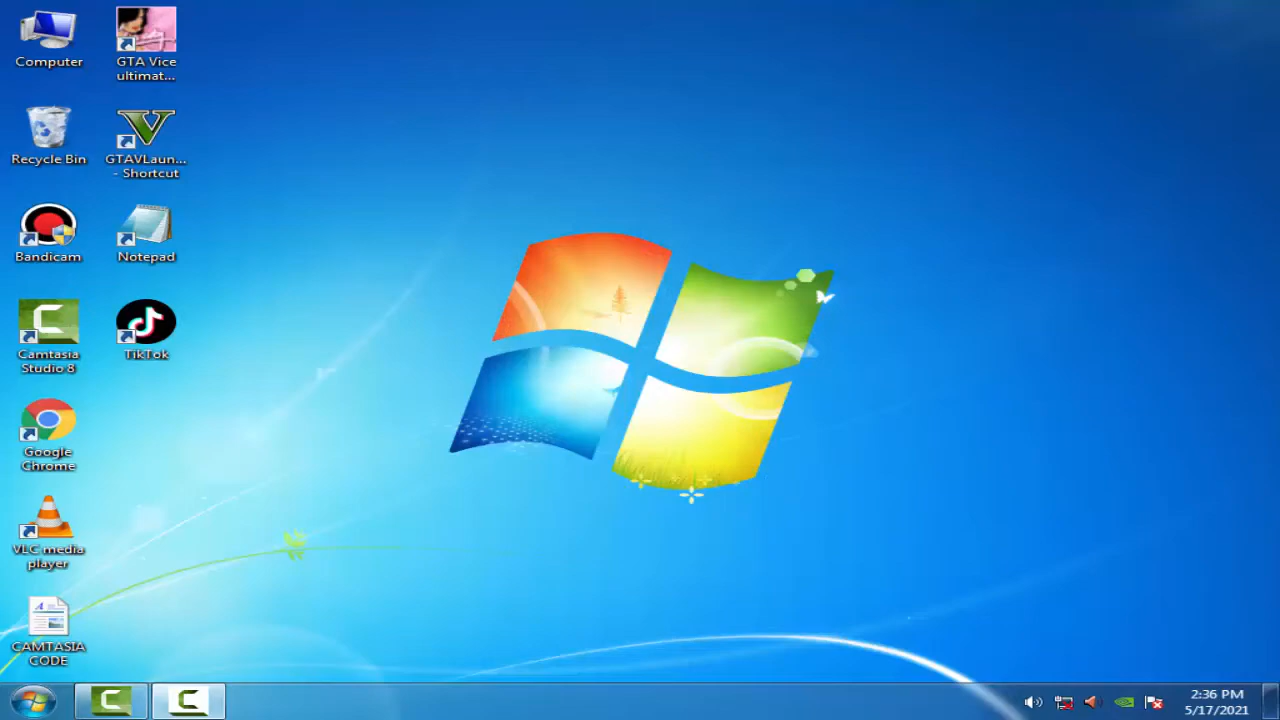 Computer
GTA Vice
ultimat...
Recycle Bin
GTAVLaun...
- Shortcut
Bandicam
Notepad
Camtasia
Studio 8
TikTok
Google
Chrome
VLC media
player
CAMTASIA
CODE
2:36 PM
5/17/2021